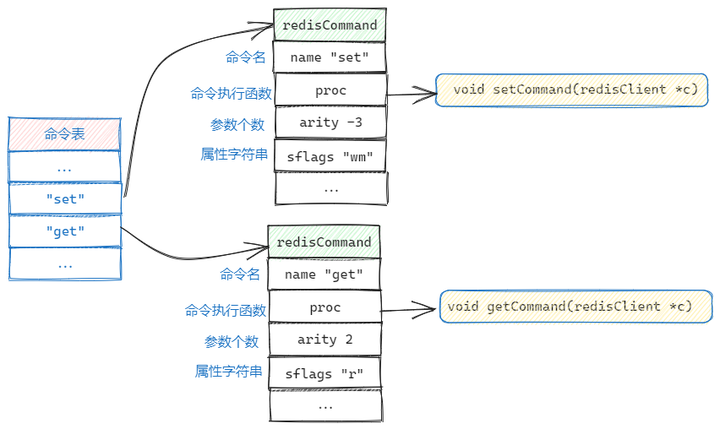 命令表
...
"set"
"get"
...
redisCommand
命令名
name "set"
命令执行函数
proc
void setCommand(redisClient *c)
参数个数
arity -3
属性字符串
sflags "wm"
...
redisCommand
命令名
name "get"
命令执行函数
proc
void getCommand(redisClient *c)
参数个数
arity 2
属性字符串
sflags "r"
...